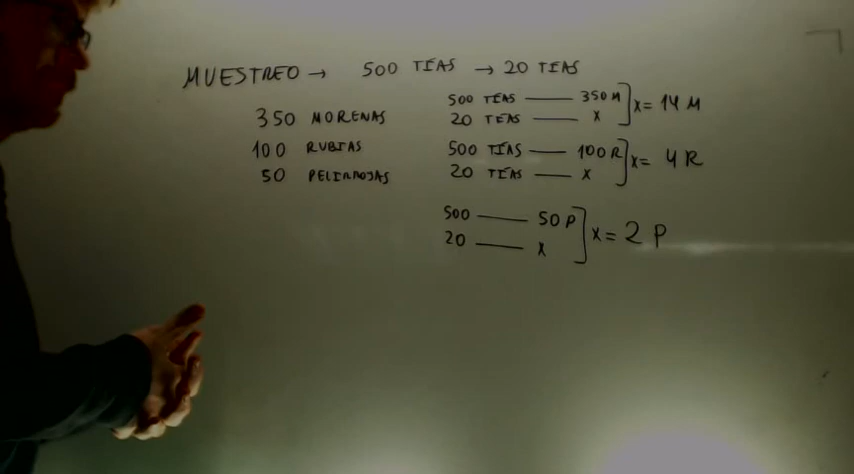 MUESTREO → 500 TÍAS → 20 TÍAS
350 MORENAS
100 RUBIAS
50 PELIRROJAS
500 TÍAS — 350 M
20 TÍAS — X
X = 14 M
500 TÍAS — 100 R
20 TÍAS — X
X = 4 R
500 — 50 P
20 — X
X = 2 P